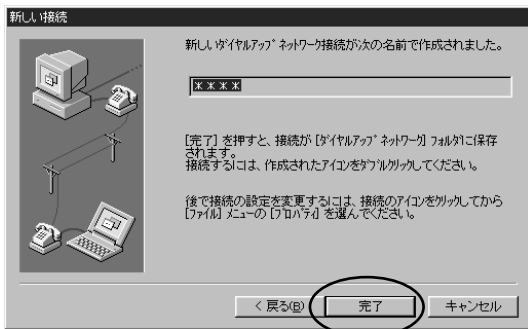 新しい接続
新しいﾀﾞｲﾔﾙｱｯﾌﾟ ﾈｯﾄﾜｰｸ接続が次の名前で作成されました。
＊＊＊＊
[完了] を押すと、接続が [ﾀﾞｲﾔﾙｱｯﾌﾟ ﾈｯﾄﾜｰｸ] ﾌｫﾙﾀﾞに保存
されます。
接続するには、作成されたアイコンをﾀﾞﾌﾞﾙｸﾘｯｸしてください。
後で接続の設定を変更するには、接続のｱｲｺﾝをｸﾘｯｸしてから
[ﾌｧｲﾙ] ﾒﾆｭｰの [ﾌﾟﾛﾊﾟﾃｨ] を選んでください。
< 戻る(B) 完了 キャンセル